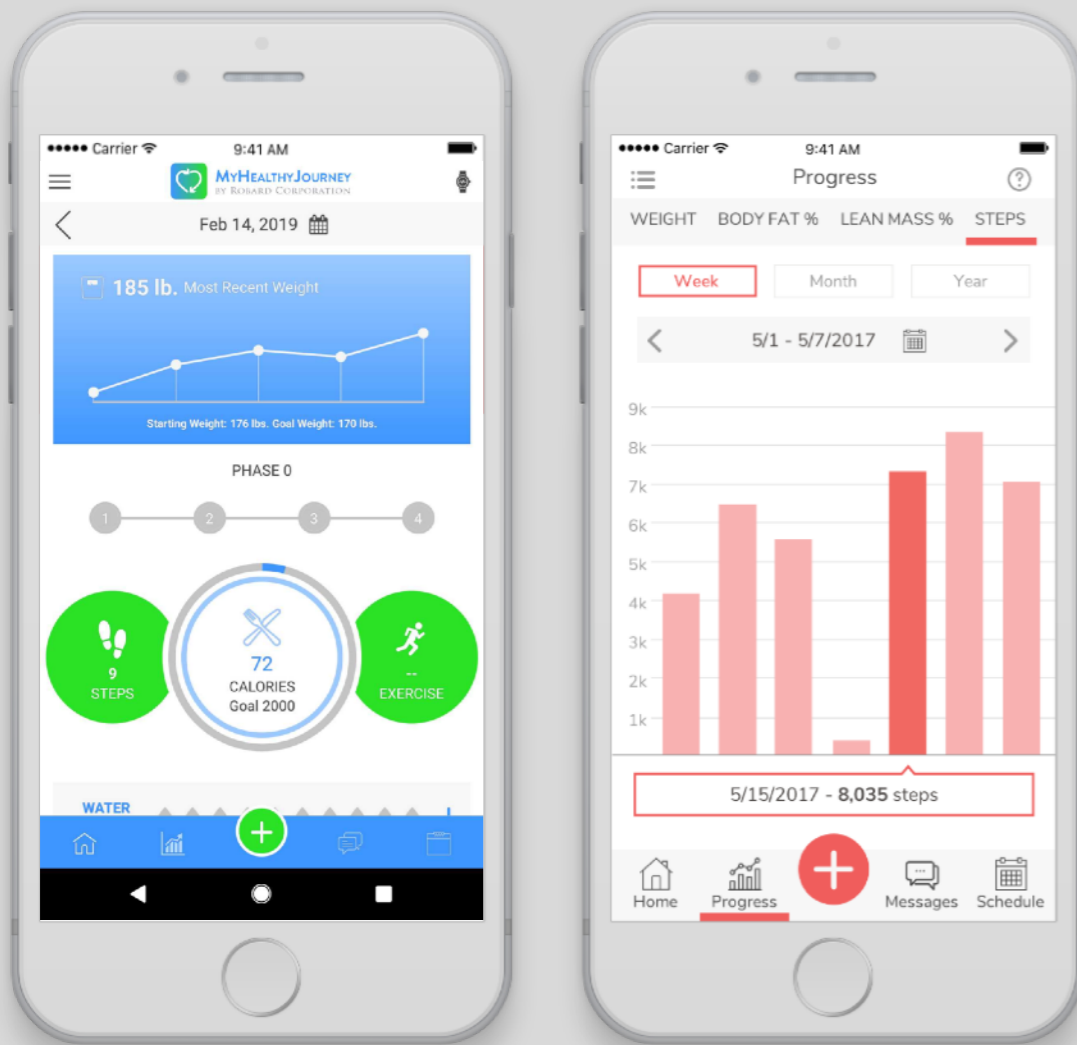 Carrier 9:41 AM
MYHEALTHYJOURNEY
BY ROBARD CORPORATION
Feb 14, 2019
185 lb. Most Recent Weight
Starting Weight: 176 lbs. Goal Weight: 170 lbs.
PHASE 0
1 2 3 4
9
STEPS
72
CALORIES
Goal 2000
--
EXERCISE
WATER
Carrier 9:41 AM
Progress ?
WEIGHT BODY FAT % LEAN MASS % STEPS
Week Month Year
5/1 - 5/7/2017
9k
8k
7k
6k
5k
4k
3k
2k
1k
5/15/2017 - 8,035 steps
Home Progress Messages Schedule